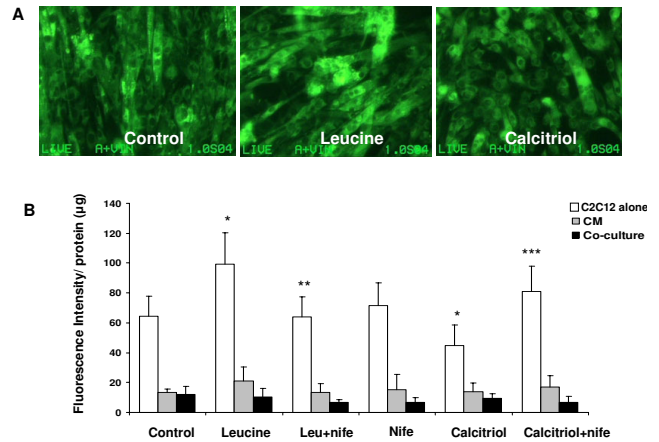 A
Control
Leucine
Calcitriol
LIVE A+VIN 1.0S04
LIVE A+VIN 1.0S04
LIVE A+VIN 1.0S04
B
Fluorescence Intensity/ protein (µg)
140
120
100
80
60
40
20
0
*
**
*
***
C2C12 alone
CM
Co-culture
Control
Leucine
Leu+nife
Nife
Calcitriol
Calcitriol+nife